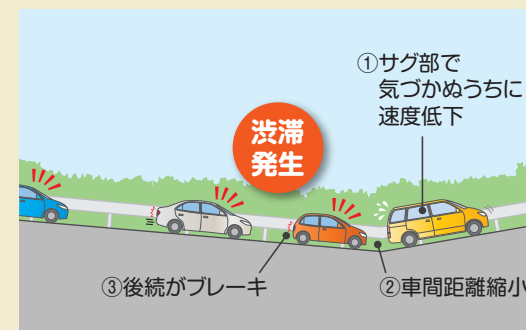 ①サグ部で
気づかぬうちに
速度低下
渋滞
発生
③後続がブレーキ
②車間距離縮小